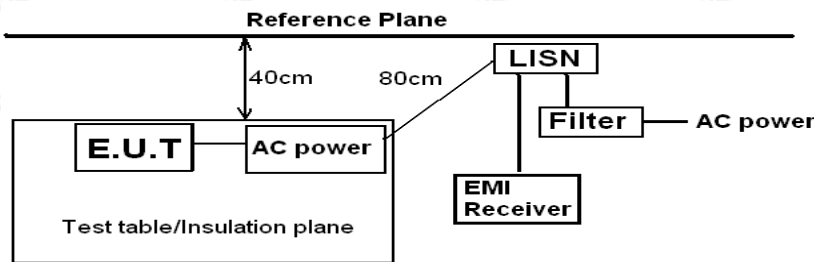 Reference Plane
LISN
40cm
80cm
Filter
AC power
E.U.T
AC power
EMI
Receiver
Test table/Insulation plane